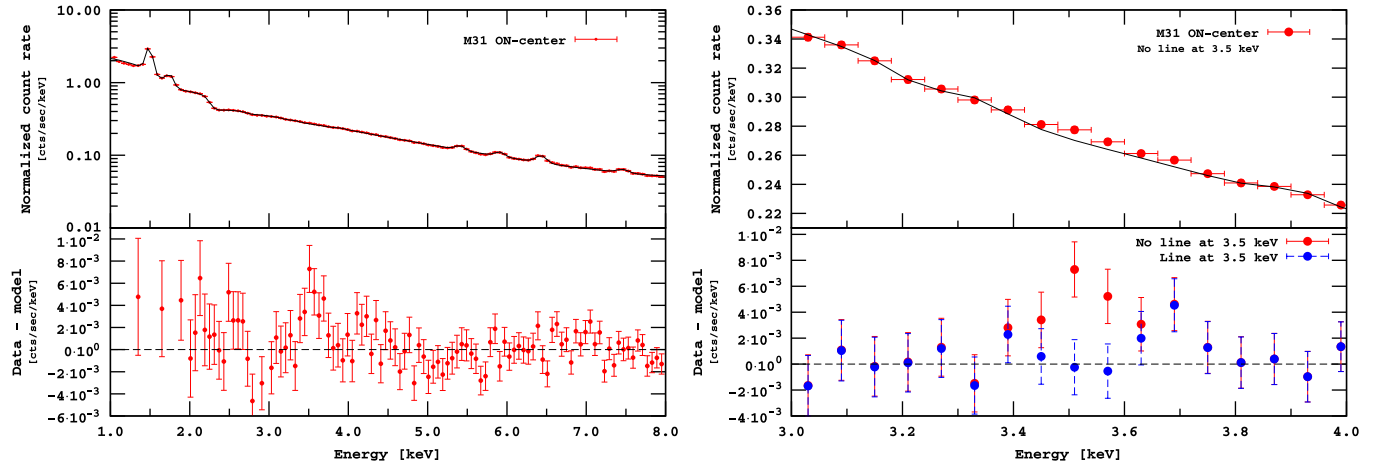 10.00
1.00
0.10
0.01
Normalized count rate
[cts/sec/keV]
M31 ON-center
1·10⁻²
8·10⁻³
6·10⁻³
4·10⁻³
2·10⁻³
0·10⁰
-2·10⁻³
-4·10⁻³
-6·10⁻³
Data - model
[cts/sec/keV]
1.0 2.0 3.0 4.0 5.0 6.0 7.0 8.0
Energy [keV]
0.36
0.34
0.32
0.30
0.28
0.26
0.24
0.22
Normalized count rate
[cts/sec/keV]
M31 ON-center
No line at 3.5 keV
1·10⁻²
8·10⁻³
6·10⁻³
4·10⁻³
2·10⁻³
0·10⁰
-2·10⁻³
-4·10⁻³
Data - model
[cts/sec/keV]
No line at 3.5 keV
Line at 3.5 keV
3.0 3.2 3.4 3.6 3.8 4.0
Energy [keV]